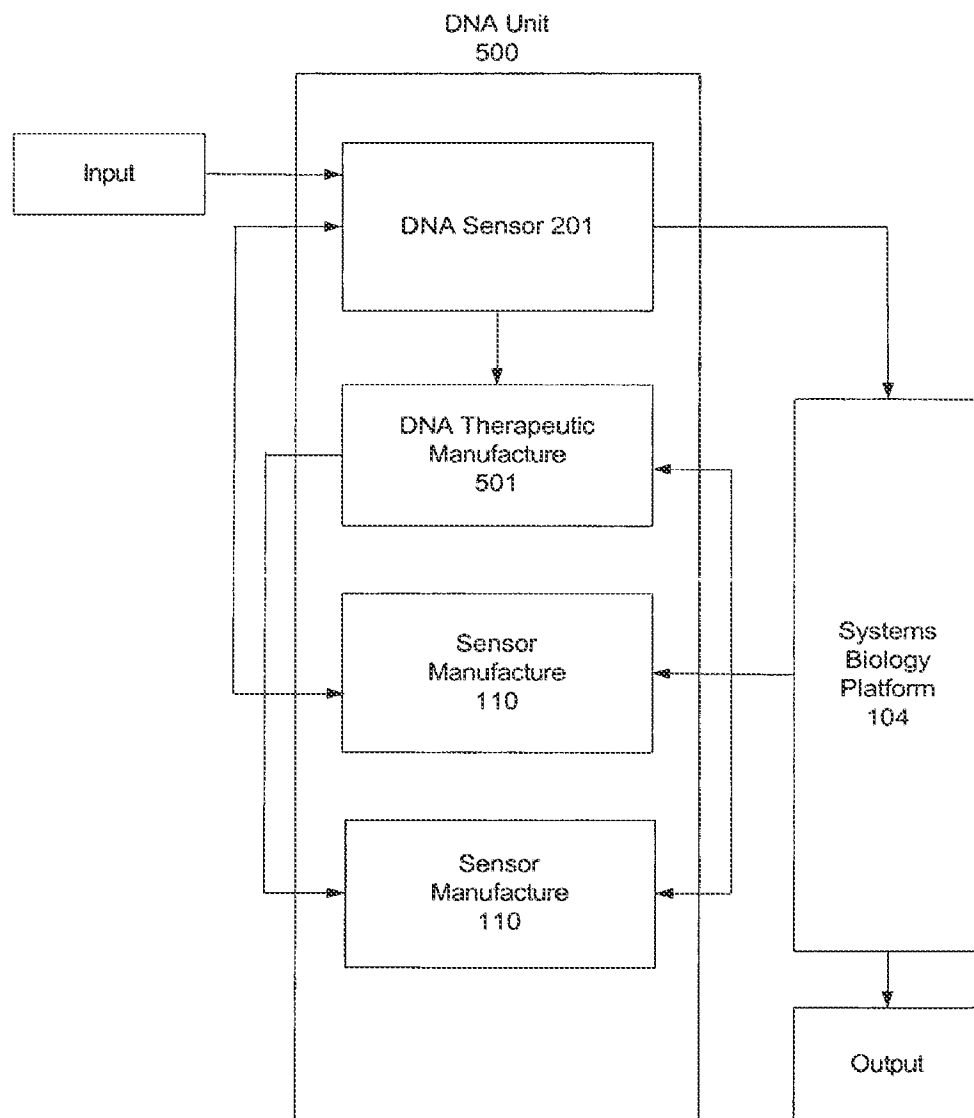 DNA Unit
500
Input
DNA Sensor 201
DNA Therapeutic
Manufacture
501
Sensor
Manufacture
110
Systems
Biology
Platform
104
Sensor
Manufacture
110
Output